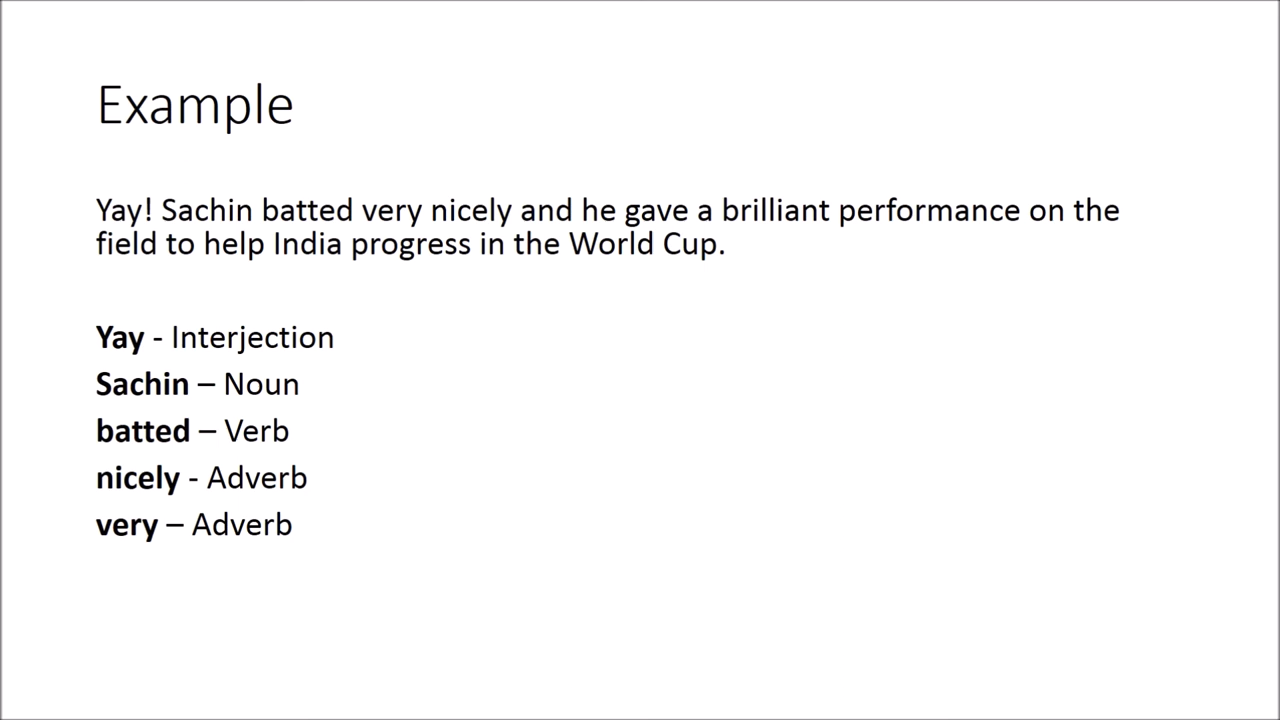 Example
Yay! Sachin batted very nicely and he gave a brilliant performance on the
field to help India progress in the World Cup.
Yay - Interjection
Sachin – Noun
batted – Verb
nicely - Adverb
very – Adverb